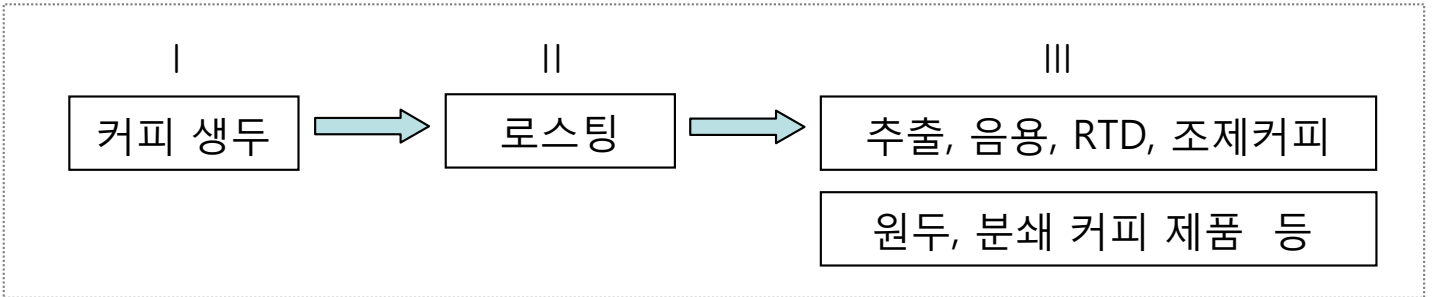 I
II
III
커피 생두
로스팅
추출, 음용, RTD, 조제커피
원두, 분쇄 커피 제품 등